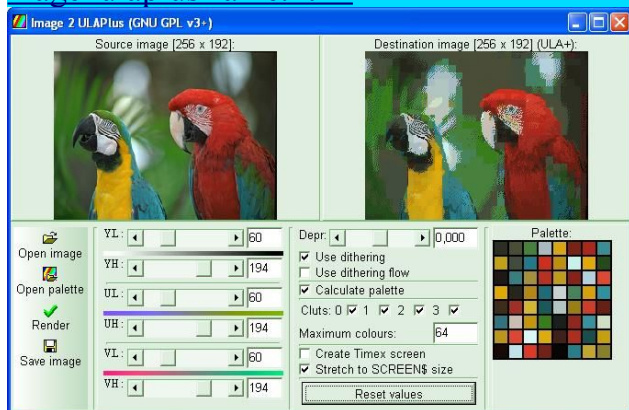 Image 2 ULAPlus (GNU GPL v3+)
Source image [256 x 192]:
Destination image [256 x 192] (ULA+):
Open image
Open palette
Render
Save image
YL: 60
YH: 194
UL: 60
UH: 194
VL: 60
VH: 194
Depr: 0,000
Use dithering
Use dithering flow
Calculate palette
Cluts: 0 1 2 3
Maximum colours: 64
Create Timex screen
Stretch to SCREEN$ size
Reset values
Palette: